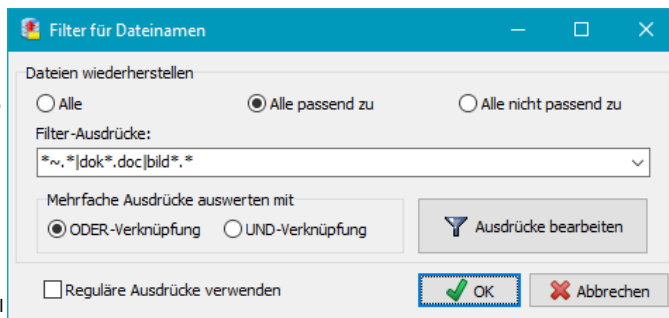 Filter für Dateinamen
Dateien wiederherstellen
Alle Alle passend zu Alle nicht passend zu
Filter-Ausdrücke:
*~.*|dok*.doc|bild*.*
Mehrfache Ausdrücke auswerten mit
ODER-Verknüpfung UND-Verknüpfung Ausdrücke bearbeiten
Reguläre Ausdrücke verwenden OK Abbrechen